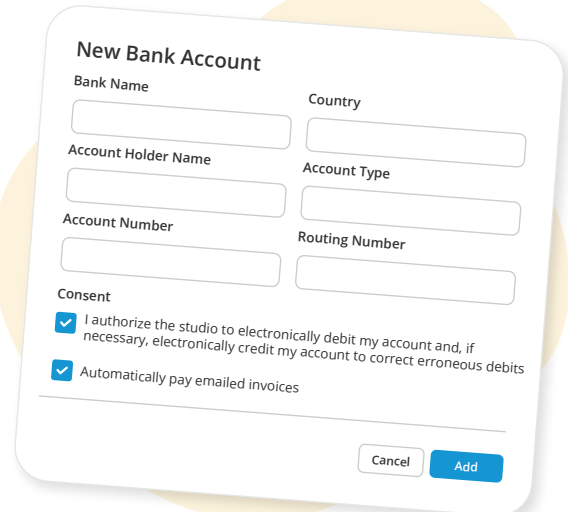 New Bank Account
Bank Name
Country
Account Holder Name
Account Type
Account Number
Routing Number
Consent
I authorize the studio to electronically debit my account and, if
necessary, electronically credit my account to correct erroneous debits
Automatically pay emailed invoices
Cancel
Add